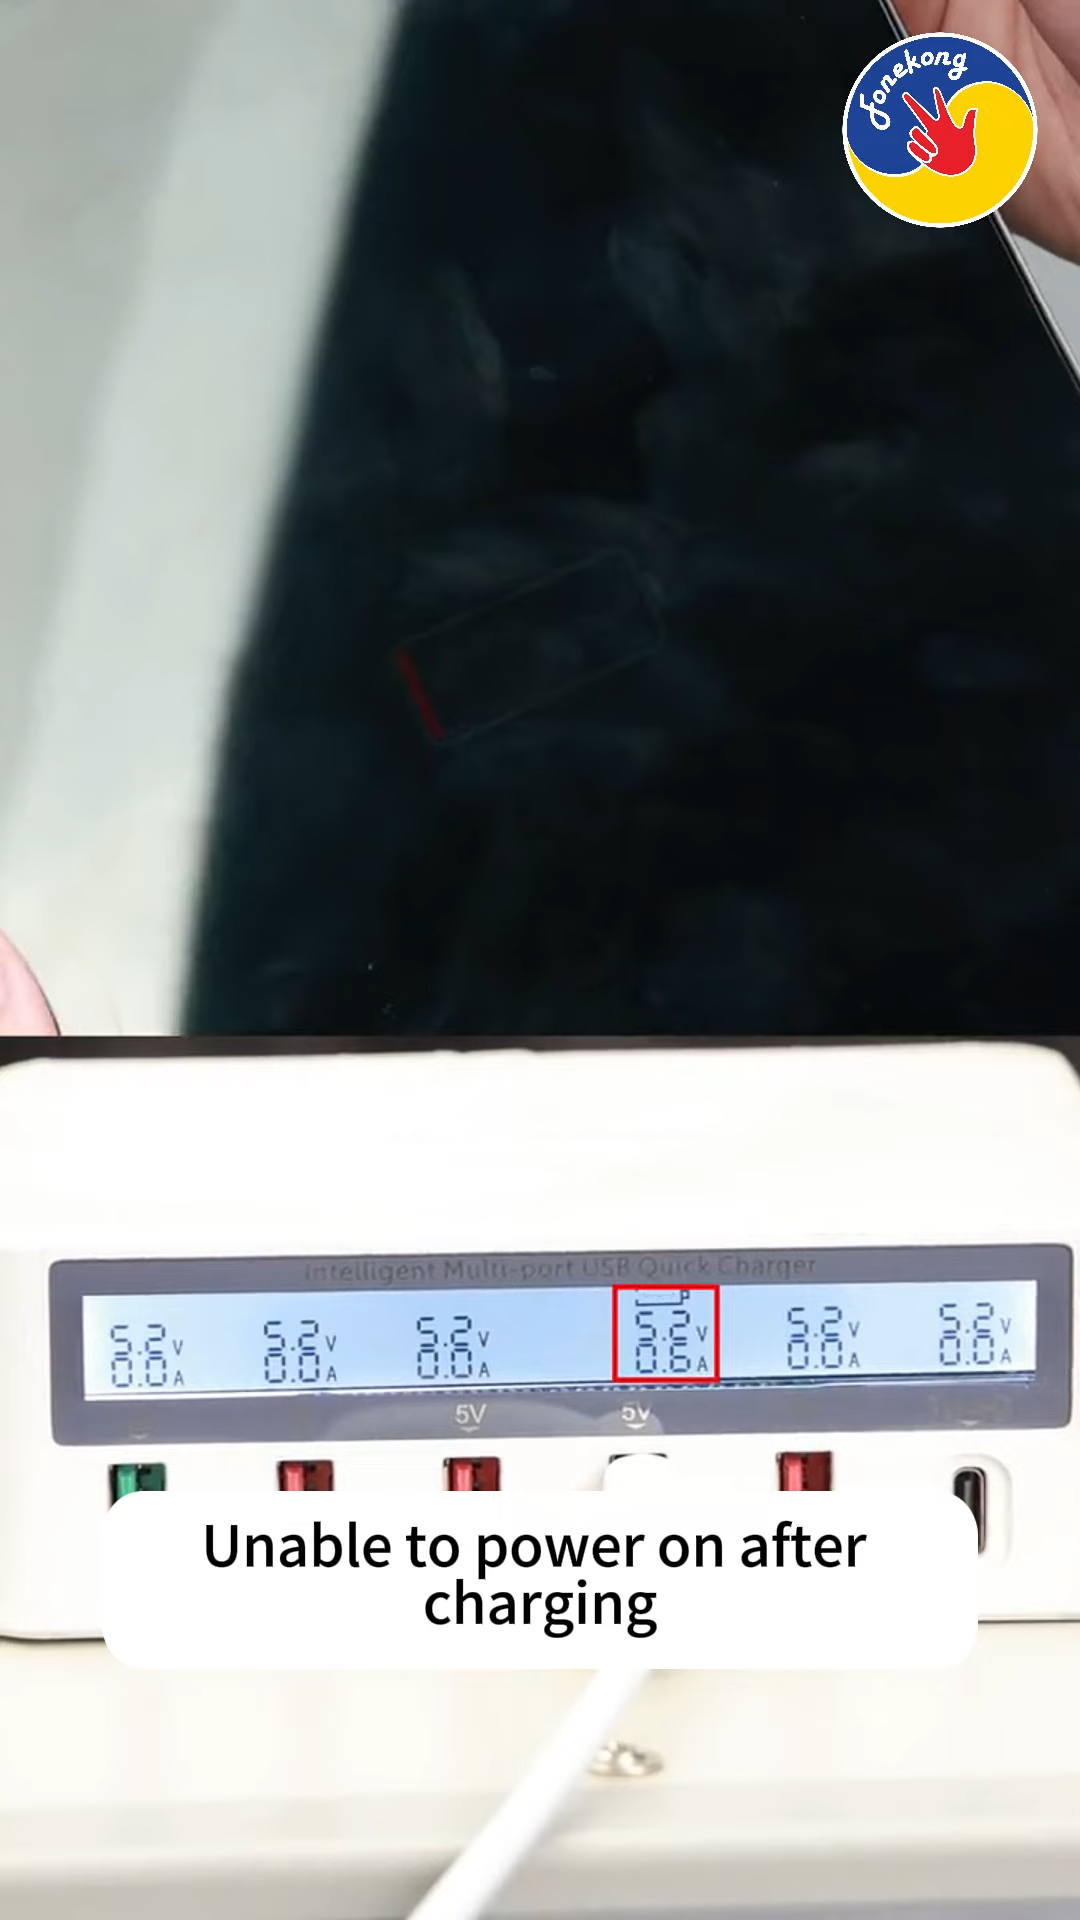 fonekong
Intelligent Multi-port USB Quick Charger
5.2V 5.2V 5.2V 5.2V 5.2V 5.2V
0.0A 0.0A 0.0A 0.6A 0.0A 0.0A
5V 5V
Unable to power on after
charging